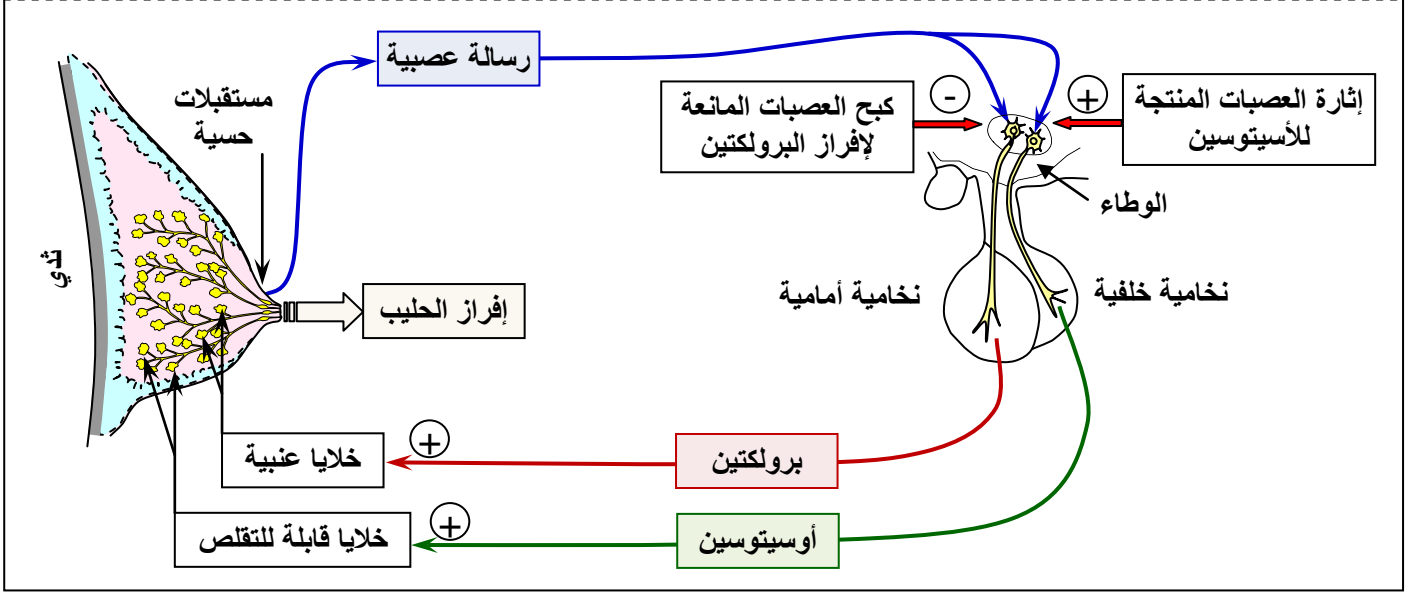 رسالة عصبية
مستقبلات
حسية
كبح العصبات المانعة
لإفراز البرولكتين
-
+
إثارة العصبات المنتجة
للأسيتوسين
الوطاء
ثدي
نخامية أمامية
نخامية خلفية
إفراز الحليب
خلايا عنبية
+
برولكتين
خلايا قابلة للتقلص
+
أوسيتوسين